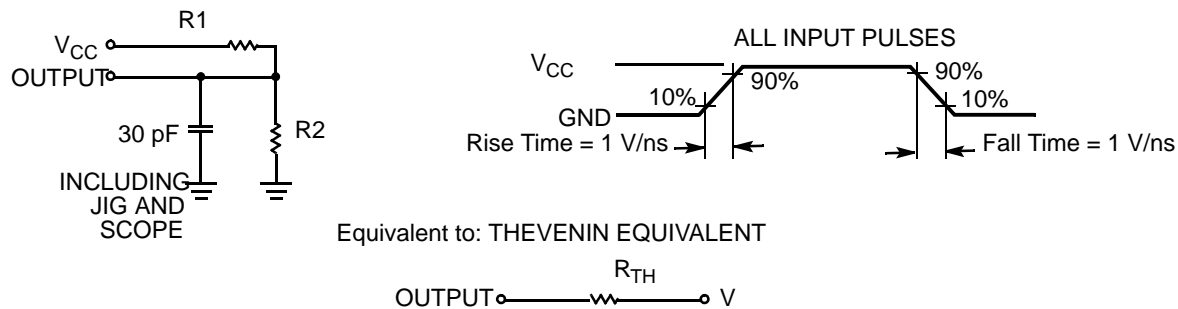 R1
VCC
OUTPUT
30 pF
R2
INCLUDING
JIG AND
SCOPE
ALL INPUT PULSES
VCC
GND
10%
90%
90%
10%
Rise Time = 1 V/ns
Fall Time = 1 V/ns
Equivalent to: THEVENIN EQUIVALENT
RTH
OUTPUT
V